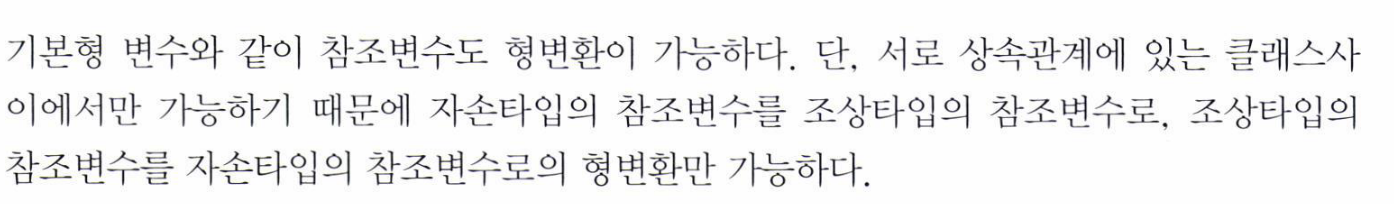 기본형 변수와 같이 참조변수도 형변환이 가능하다. 단, 서로 상속관계에 있는 클래스사
이에서만 가능하기 때문에 자손타입의 참조변수를 조상타입의 참조변수로, 조상타입의
참조변수를 자손타입의 참조변수로의 형변환만 가능하다.